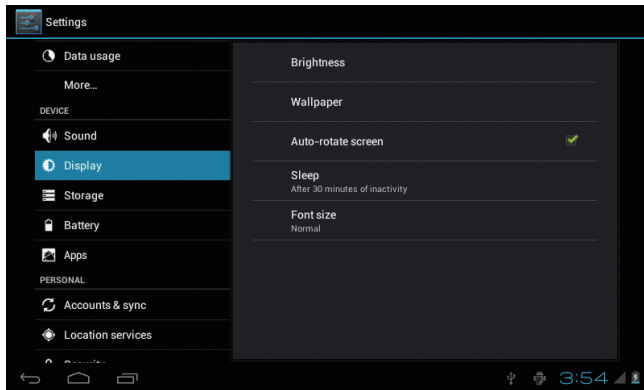 Settings
Data usage
More...
DEVICE
Sound
Display
Storage
Battery
Apps
PERSONAL
Accounts & sync
Location services
Brightness
Wallpaper
Auto-rotate screen
Sleep
After 30 minutes of inactivity
Font size
Normal
3:54